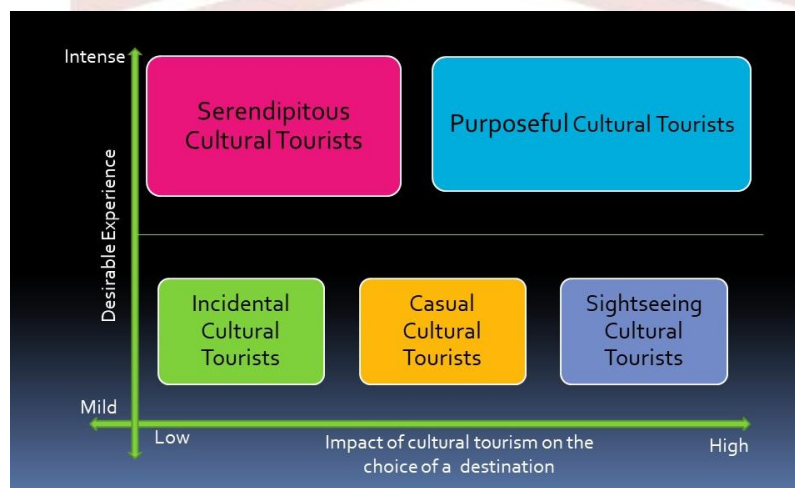 Intense
Serendipitous
Cultural Tourists
Purposeful Cultural Tourists
Desirable Experience
Incidental
Cultural
Tourists
Casual
Cultural
Tourists
Sightseeing
Cultural
Tourists
Mild
Low
Impact of cultural tourism on the
choice of a destination
High